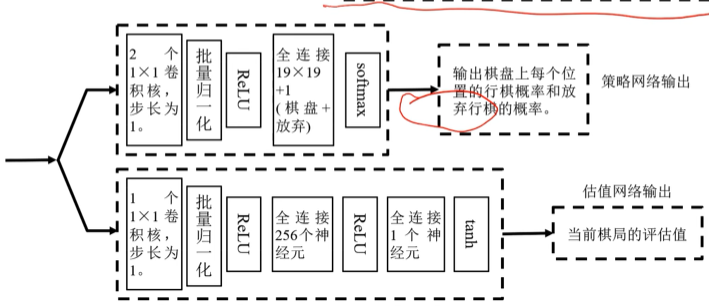 2 个
1×1卷
积核，
步长为
1。
批量归一化
ReLU
全连接
19×19
+1
(棋盘+
放弃)
softmax
输出棋盘上每个位
置的行棋概率和放
弃行棋的概率。
策略网络输出
1 个
1×1卷
积核，
步长为
1。
批量归一化
ReLU
全连接
256个神
经元
ReLU
全连接
1个神
经元
tanh
估值网络输出
当前棋局的评估值